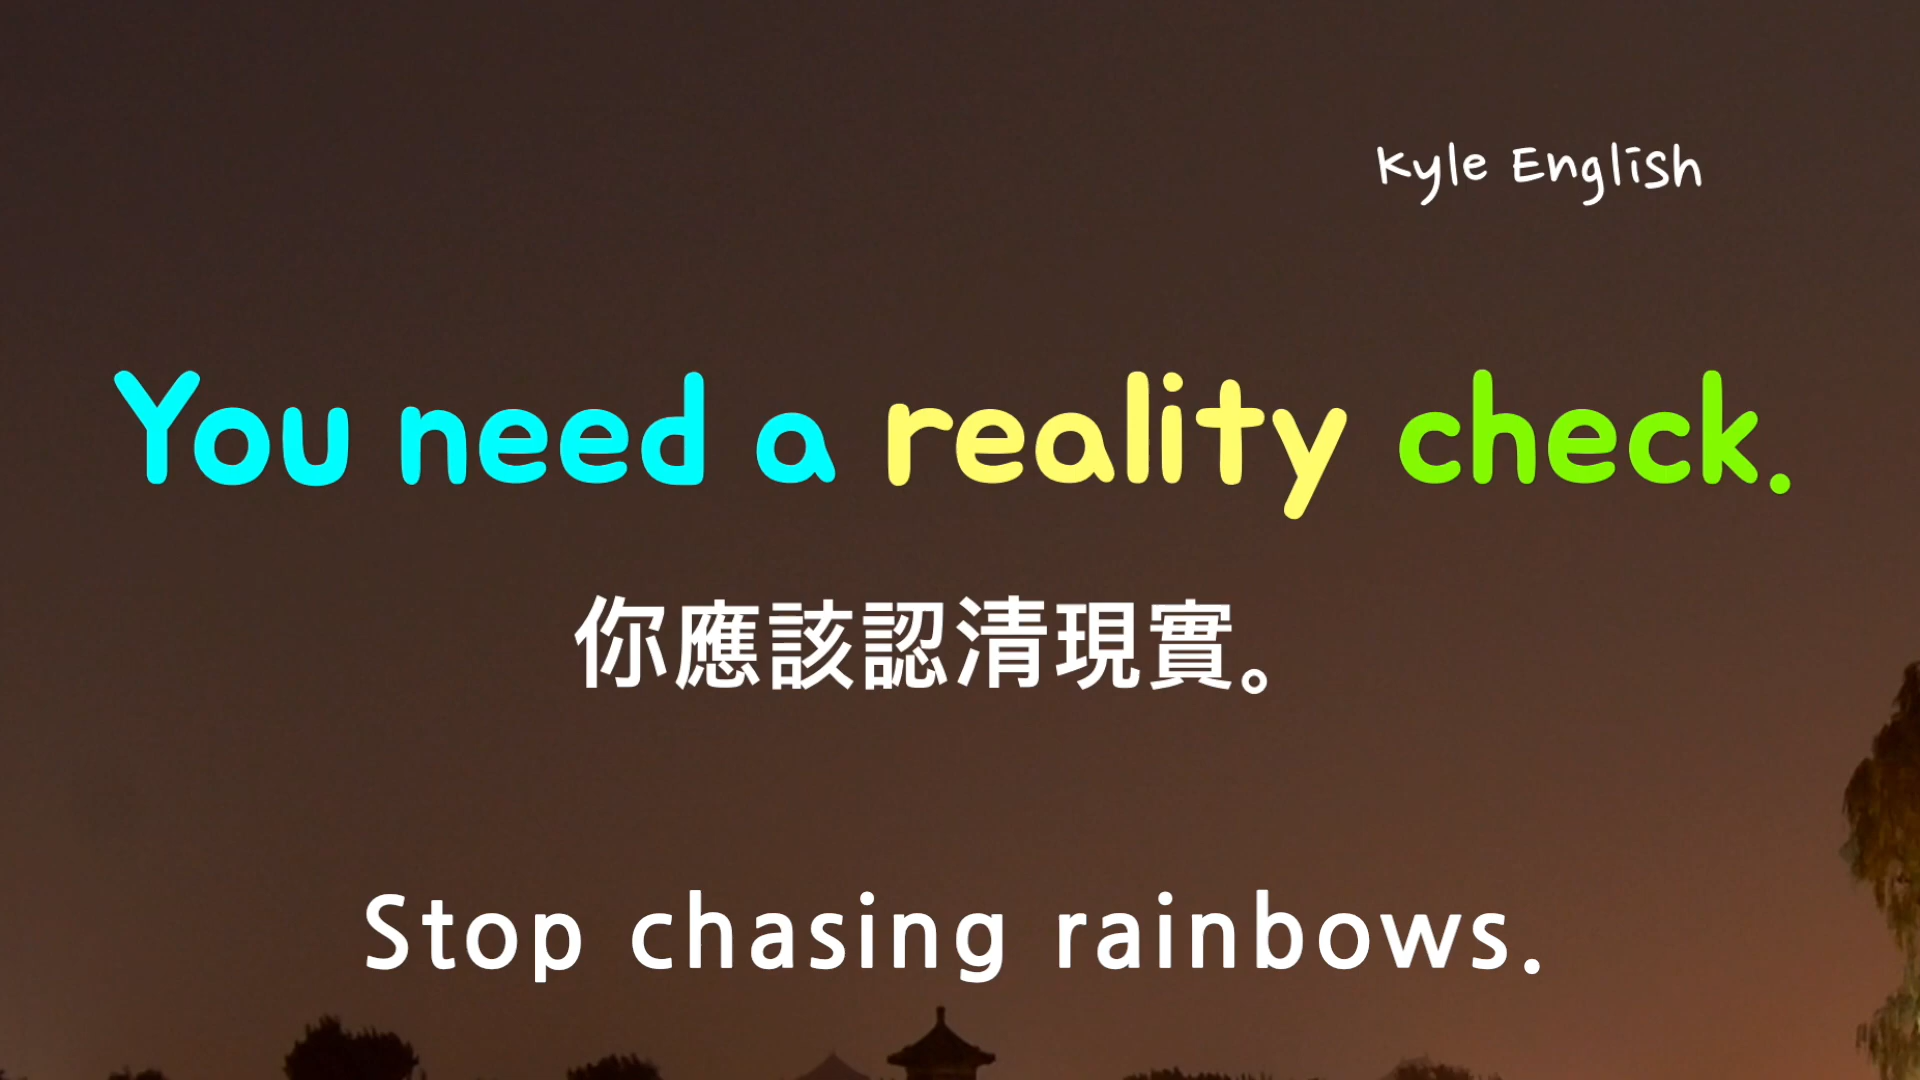 Kyle English
You need a reality check.
你應該認清現實。
Stop chasing rainbows.